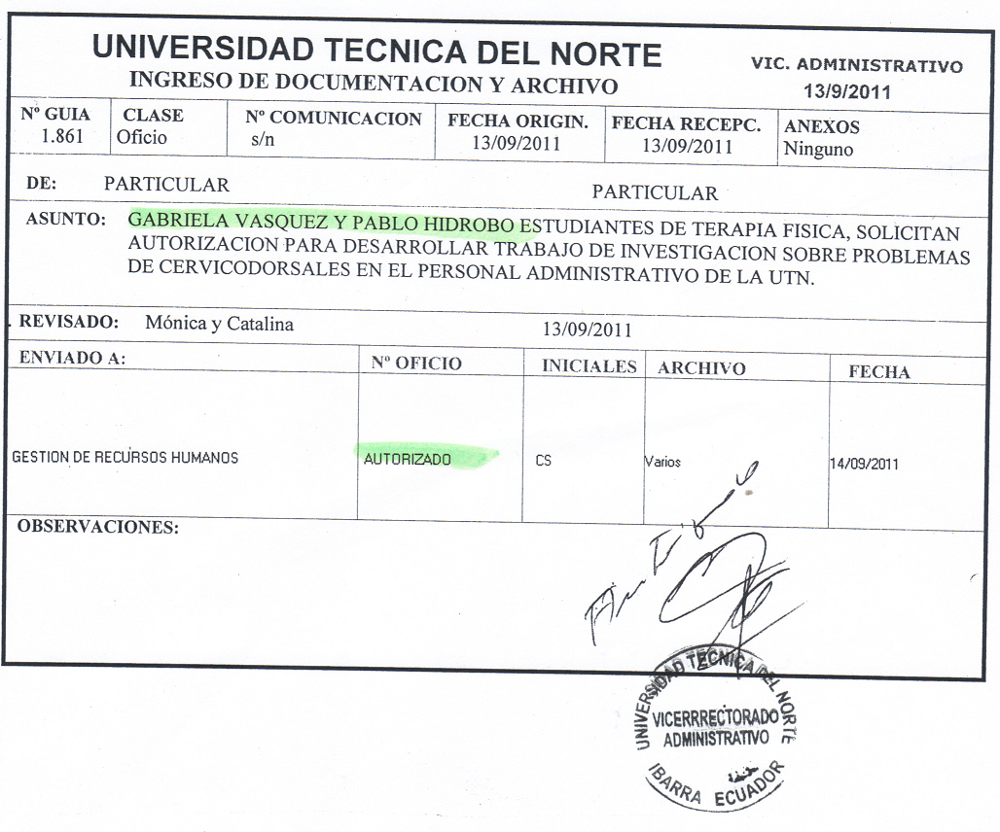 UNIVERSIDAD TECNICA DEL NORTE
INGRESO DE DOCUMENTACION Y ARCHIVO
VIC. ADMINISTRATIVO
13/9/2011
Nº GUIA CLASE Nº COMUNICACION FECHA ORIGIN. FECHA RECEPC. ANEXOS
1.861 Oficio s/n 13/09/2011 13/09/2011 Ninguno
DE: PARTICULAR PARTICULAR
ASUNTO: GABRIELA VASQUEZ Y PABLO HIDROBO ESTUDIANTES DE TERAPIA FISICA, SOLICITAN
AUTORIZACION PARA DESARROLLAR TRABAJO DE INVESTIGACION SOBRE PROBLEMAS
DE CERVICODORSALES EN EL PERSONAL ADMINISTRATIVO DE LA UTN.
. REVISADO: Mónica y Catalina 13/09/2011
ENVIADO A: Nº OFICIO INICIALES ARCHIVO FECHA
GESTION DE RECURSOS HUMANOS AUTORIZADO CS Varios 14/09/2011
OBSERVACIONES:
UNIVERSIDAD TECNICA DEL NORTE
VICERRRECTORADO
ADMINISTRATIVO
IBARRA ECUADOR